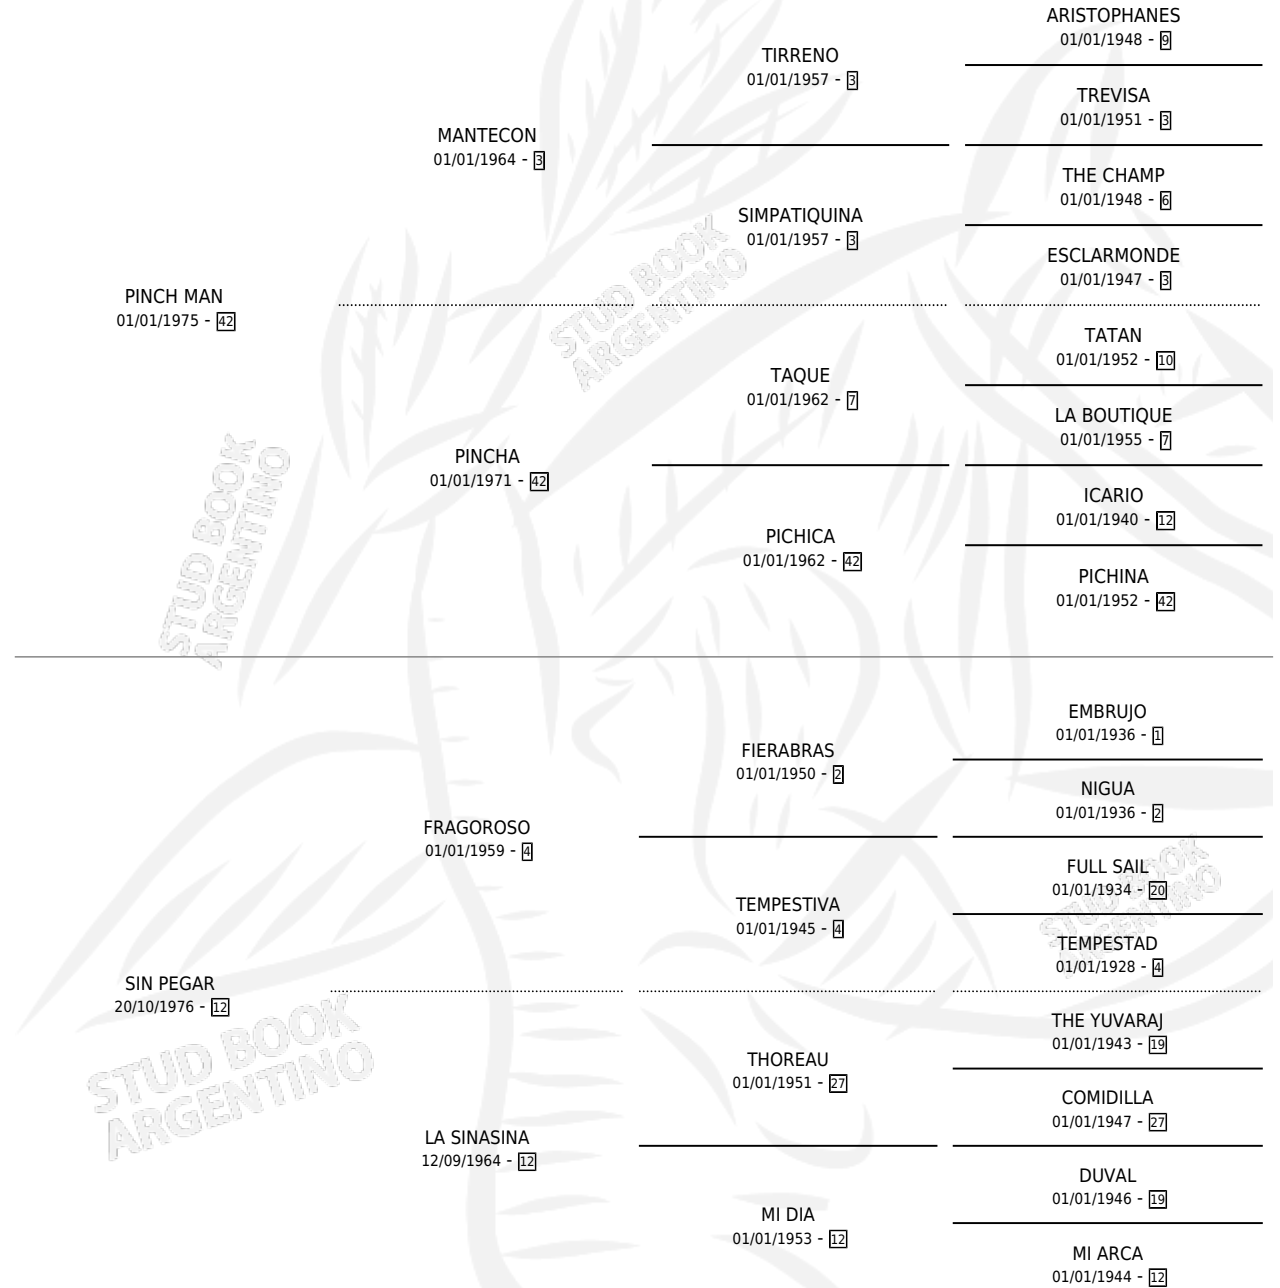 ARISTOPHANES
01/01/1948 - 9
TIRRENO
01/01/1957 - 3
TREVISA
01/01/1951 - 3
MANTECON
01/01/1964 - 3
THE CHAMP
01/01/1948 - 6
SIMPATIQUINA
01/01/1957 - 3
ESCLARMONDE
01/01/1947 - 3
PINCH MAN
01/01/1975 - 42
TATAN
01/01/1952 - 10
TAQUE
01/01/1962 - 7
LA BOUTIQUE
01/01/1955 - 7
PINCHA
01/01/1971 - 42
ICARIO
01/01/1940 - 12
PICHICA
01/01/1962 - 42
PICHINA
01/01/1952 - 42
STUD BOOK
ARGENTINO
STUD BOOK
ARGENTINO
EMBRUJO
01/01/1936 - 1
FIERABRAS
01/01/1950 - 2
NIGUA
01/01/1936 - 2
FRAGOROSO
01/01/1959 - 4
FULL SAIL
01/01/1934 - 20
TEMPESTIVA
01/01/1945 - 4
TEMPESTAD
01/01/1928 - 4
STUD BOOK
ARGENTINO
SIN PEGAR
20/10/1976 - 12
THE YUVARAJ
01/01/1943 - 19
THOREAU
01/01/1951 - 27
COMIDILLA
01/01/1947 - 27
STUD BOOK
ARGENTINO
LA SINASINA
12/09/1964 - 12
DUVAL
01/01/1946 - 19
MI DIA
01/01/1953 - 12
MI ARCA
01/01/1944 - 12